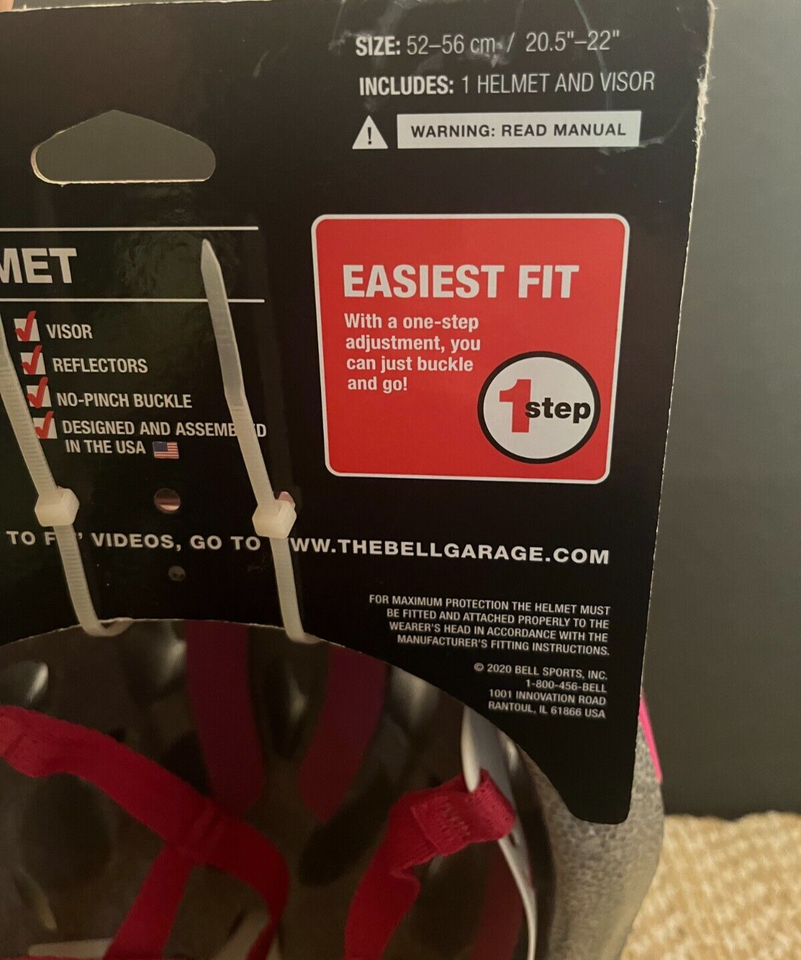 SIZE: 52–56 cm / 20.5"–22"
INCLUDES: 1 HELMET AND VISOR
WARNING: READ MANUAL
MET
VISOR
REFLECTORS
NO-PINCH BUCKLE
DESIGNED AND ASSEMB D
IN THE USA
EASIEST FIT
With a one-step
adjustment, you
can just buckle
and go!
1step
TO F ' VIDEOS, GO TO WW.THEBELLGARAGE.COM
FOR MAXIMUM PROTECTION THE HELMET MUST
BE FITTED AND ATTACHED PROPERLY TO THE
WEARER'S HEAD IN ACCORDANCE WITH THE
MANUFACTURER'S FITTING INSTRUCTIONS.
© 2020 BELL SPORTS, INC.
1-800-456-BELL
1001 INNOVATION ROAD
RANTOUL, IL 61866 USA